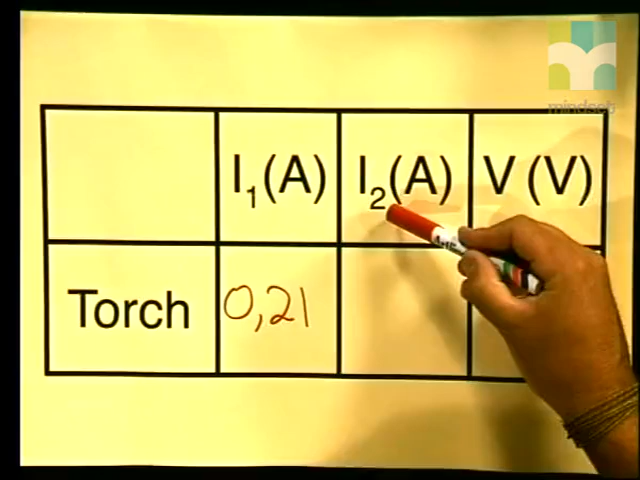 mindset
I₁(A) I₂(A) V (V)
Torch 0,21